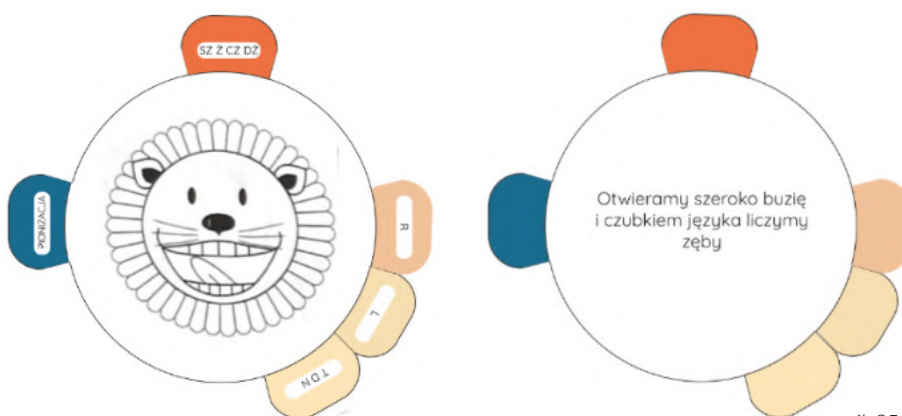 SZ Ż CZ DŻ
PIONIZACJA
R
L
T D N
Otwieramy szeroko buzię
i czubkiem języka liczymy
zęby